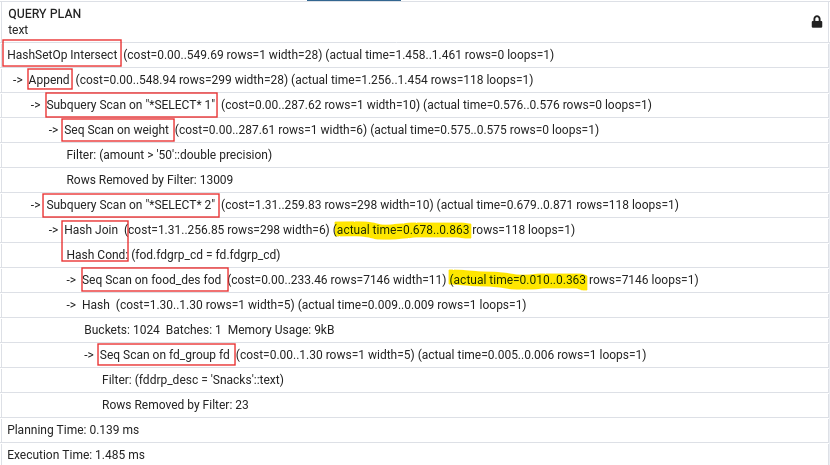 QUERY PLAN
text
HashSetOp Intersect (cost=0.00..549.69 rows=1 width=28) (actual time=1.458..1.461 rows=0 loops=1)
-> Append (cost=0.00..548.94 rows=299 width=28) (actual time=1.256..1.454 rows=118 loops=1)
-> Subquery Scan on "*SELECT* 1" (cost=0.00..287.62 rows=1 width=10) (actual time=0.576..0.576 rows=0 loops=1)
-> Seq Scan on weight (cost=0.00..287.61 rows=1 width=6) (actual time=0.575..0.575 rows=0 loops=1)
Filter: (amount > '50'::double precision)
Rows Removed by Filter: 13009
-> Subquery Scan on "*SELECT* 2" (cost=1.31..259.83 rows=298 width=10) (actual time=0.679..0.871 rows=118 loops=1)
-> Hash Join (cost=1.31..256.85 rows=298 width=6) (actual time=0.678..0.863 rows=118 loops=1)
Hash Cond: (fod.fdgrp_cd = fd.fdgrp_cd)
-> Seq Scan on food_des fod (cost=0.00..233.46 rows=7146 width=11) (actual time=0.010..0.363 rows=7146 loops=1)
-> Hash (cost=1.30..1.30 rows=1 width=5) (actual time=0.009..0.009 rows=1 loops=1)
Buckets: 1024 Batches: 1 Memory Usage: 9kB
-> Seq Scan on fd_group fd (cost=0.00..1.30 rows=1 width=5) (actual time=0.005..0.006 rows=1 loops=1)
Filter: (fddrp_desc = 'Snacks'::text)
Rows Removed by Filter: 23
Planning Time: 0.139 ms
Execution Time: 1.485 ms